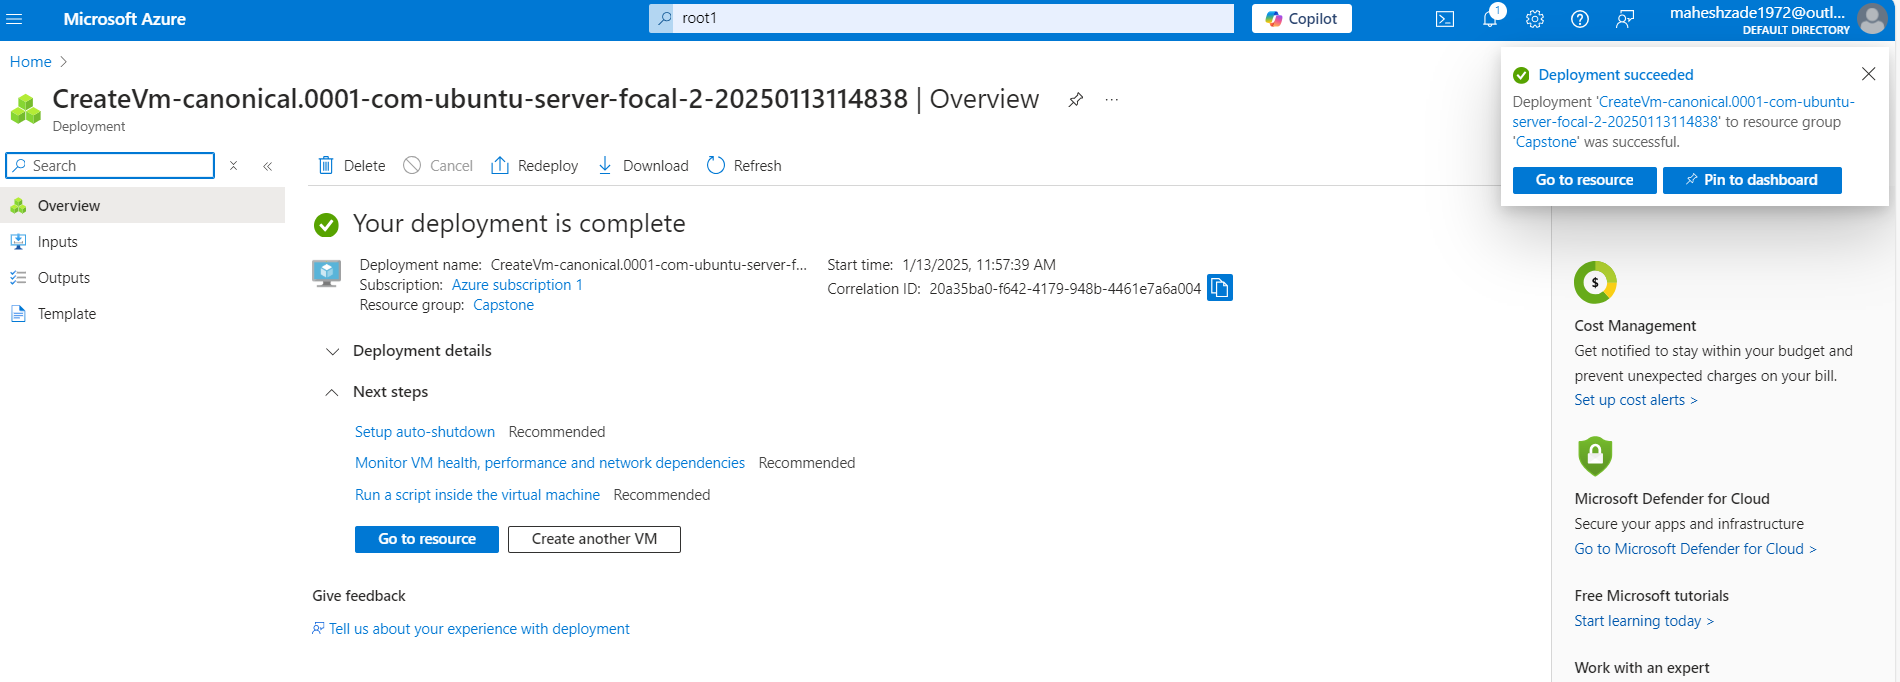 Microsoft Azure
root1
Copilot
1
maheshzade1972@outl...
DEFAULT DIRECTORY
Home
CreateVm-canonical.0001-com-ubuntu-server-focal-2-20250113114838 | Overview
...
Deployment
Search
Overview
Inputs
Outputs
Template
Delete
Cancel
Redeploy
Download
Refresh
Your deployment is complete
Deployment name: CreateVm-canonical.0001-com-ubuntu-server-f...
Subscription: Azure subscription 1
Resource group: Capstone
Start time: 1/13/2025, 11:57:39 AM
Correlation ID: 20a35ba0-f642-4179-948b-4461e7a6a004
Deployment details
Next steps
Setup auto-shutdown Recommended
Monitor VM health, performance and network dependencies Recommended
Run a script inside the virtual machine Recommended
Go to resource
Create another VM
Give feedback
Tell us about your experience with deployment
Deployment succeeded
Deployment 'CreateVm-canonical.0001-com-ubuntu-
server-focal-2-20250113114838' to resource group
'Capstone' was successful.
Go to resource
Pin to dashboard
$
Cost Management
Get notified to stay within your budget and
prevent unexpected charges on your bill.
Set up cost alerts >
Microsoft Defender for Cloud
Secure your apps and infrastructure
Go to Microsoft Defender for Cloud >
Free Microsoft tutorials
Start learning today >
Work with an expert